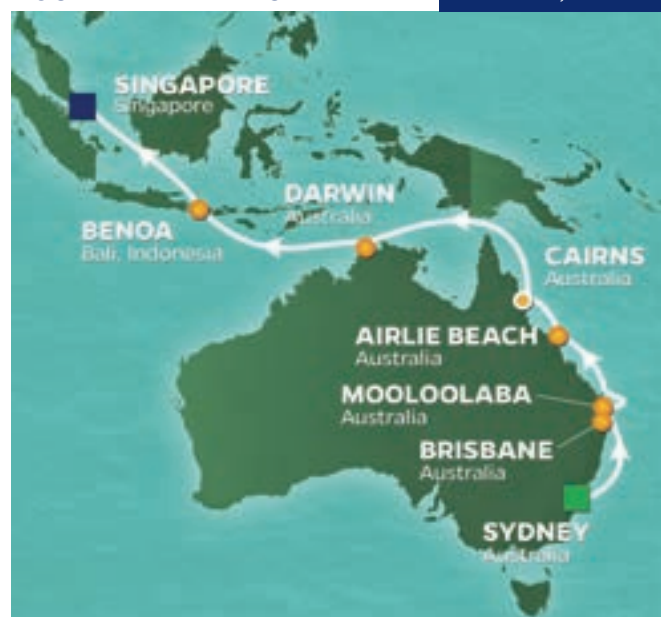 SINGAPORE
Singapore
DARWIN
Australia
BENOA
Bali, Indonesia
CAIRNS
Australia
AIRLIE BEACH
Australia
MOOLOOLABA
Australia
BRISBANE
Australia
SYDNEY
Australia